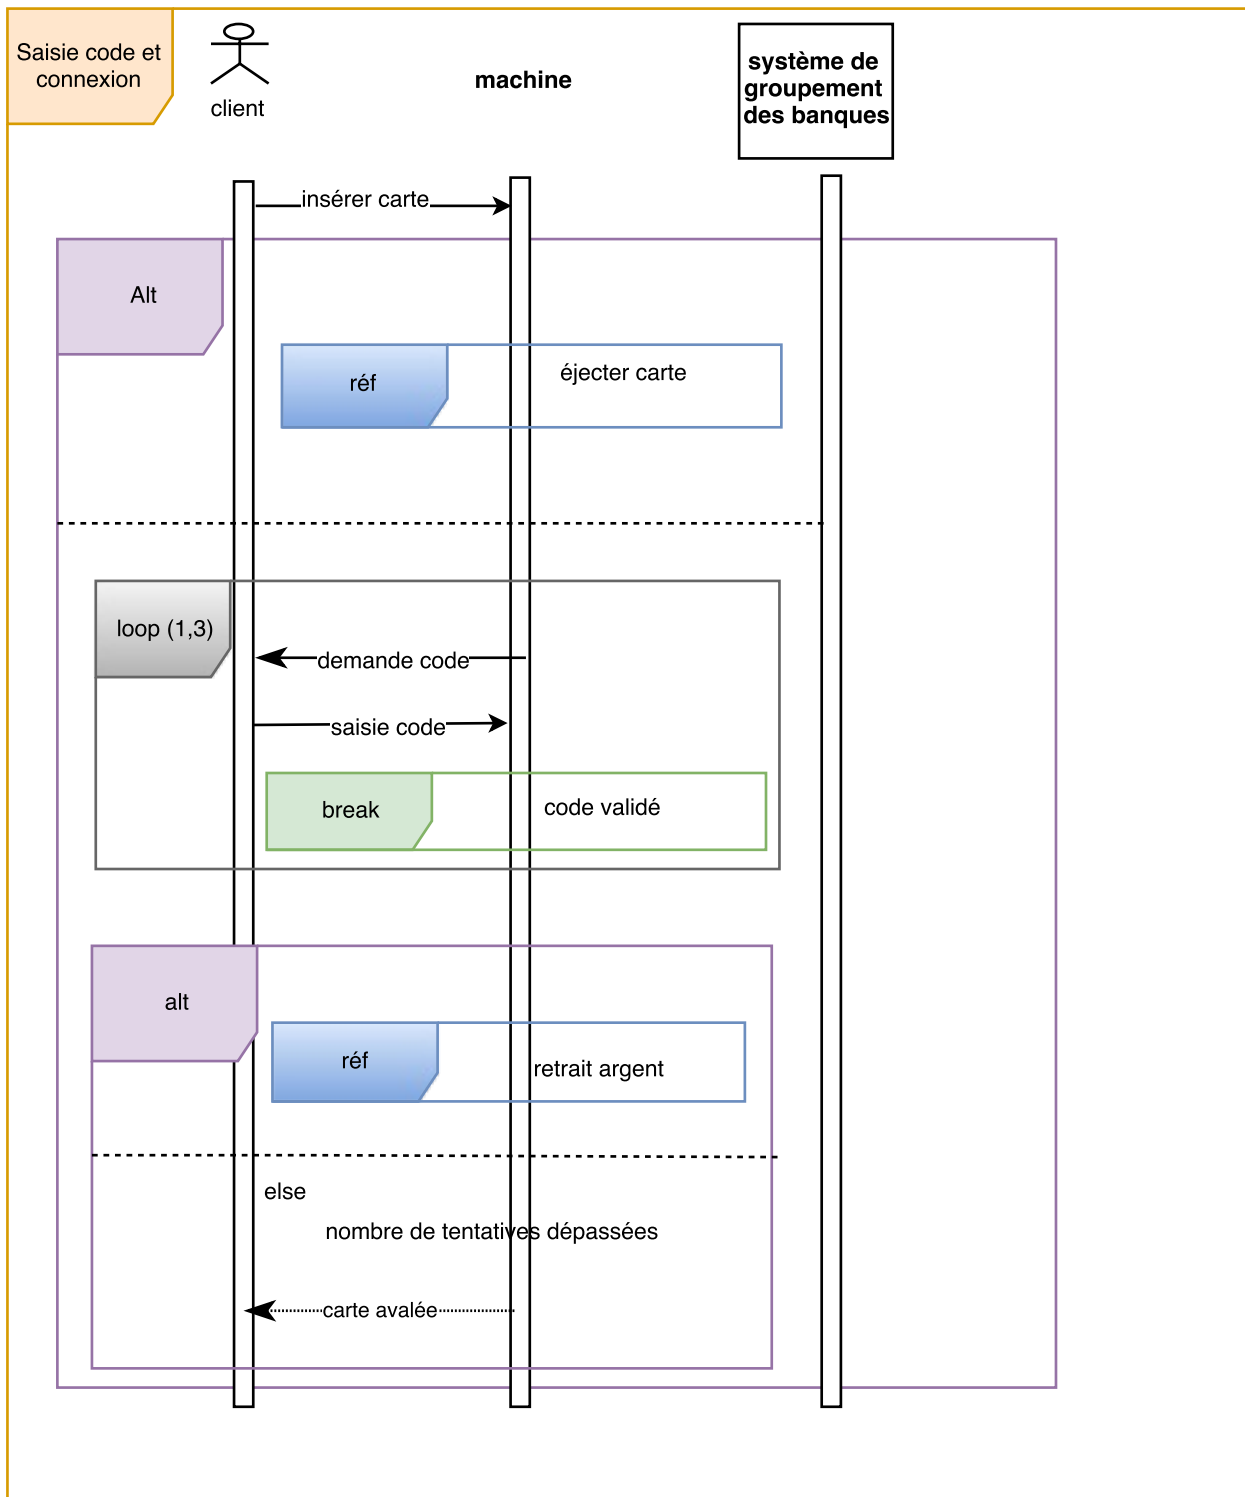 Saisie code et
connexion
client
machine
système de
groupement
des banques
insérer carte
Alt
réf
éjecter carte
loop (1,3)
demande code
saisie code
break
code validé
alt
réf
retrait argent
else
nombre de tentatives dépassées
carte avalée